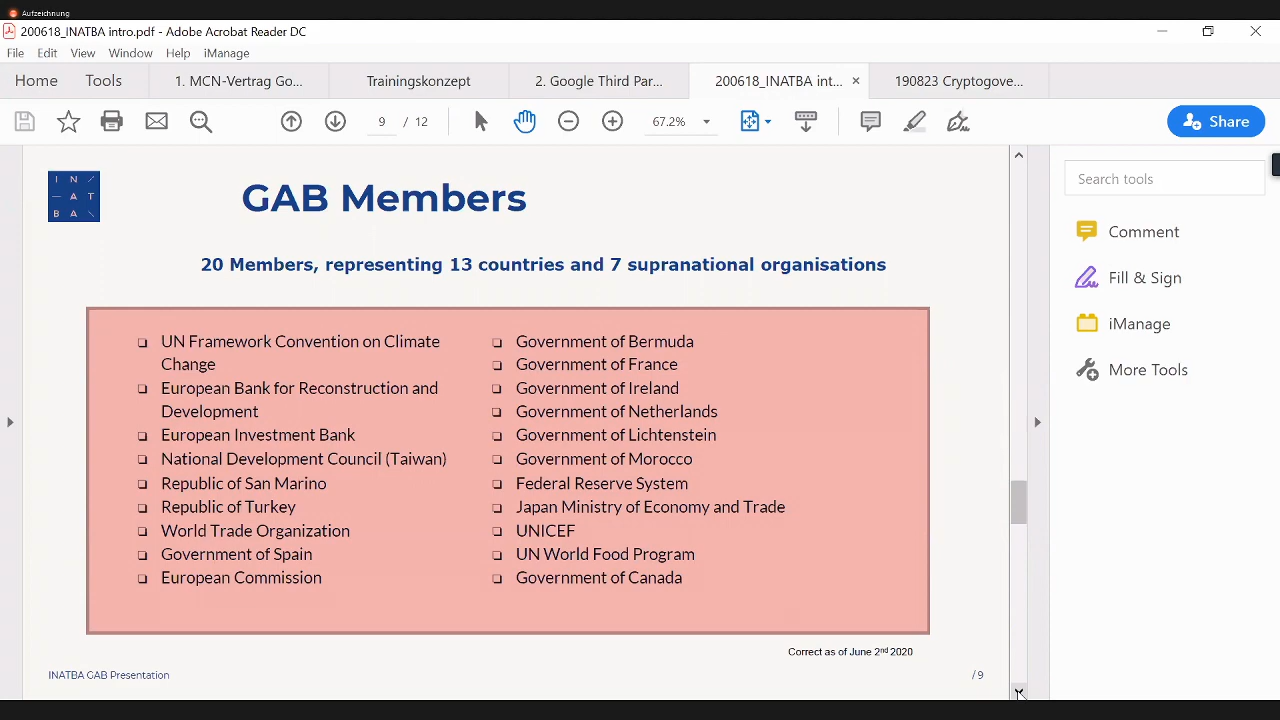 Aufzeichnung
200618_INATBA intro.pdf - Adobe Acrobat Reader DC
File Edit View Window Help iManage
Home Tools 1. MCN-Vertrag Go... Trainingskonzept 2. Google Third Par... 200618_INATBA int... × 190823 Cryptogove...
9 / 12 67.2% Share
I N
A T
B A
GAB Members
20 Members, representing 13 countries and 7 supranational organisations
UN Framework Convention on Climate
Change
European Bank for Reconstruction and
Development
European Investment Bank
National Development Council (Taiwan)
Republic of San Marino
Republic of Turkey
World Trade Organization
Government of Spain
European Commission
Government of Bermuda
Government of France
Government of Ireland
Government of Netherlands
Government of Lichtenstein
Government of Morocco
Federal Reserve System
Japan Ministry of Economy and Trade
UNICEF
UN World Food Program
Government of Canada
Correct as of June 2nd 2020
INATBA GAB Presentation
/ 9
Search tools
Comment
Fill & Sign
iManage
More Tools